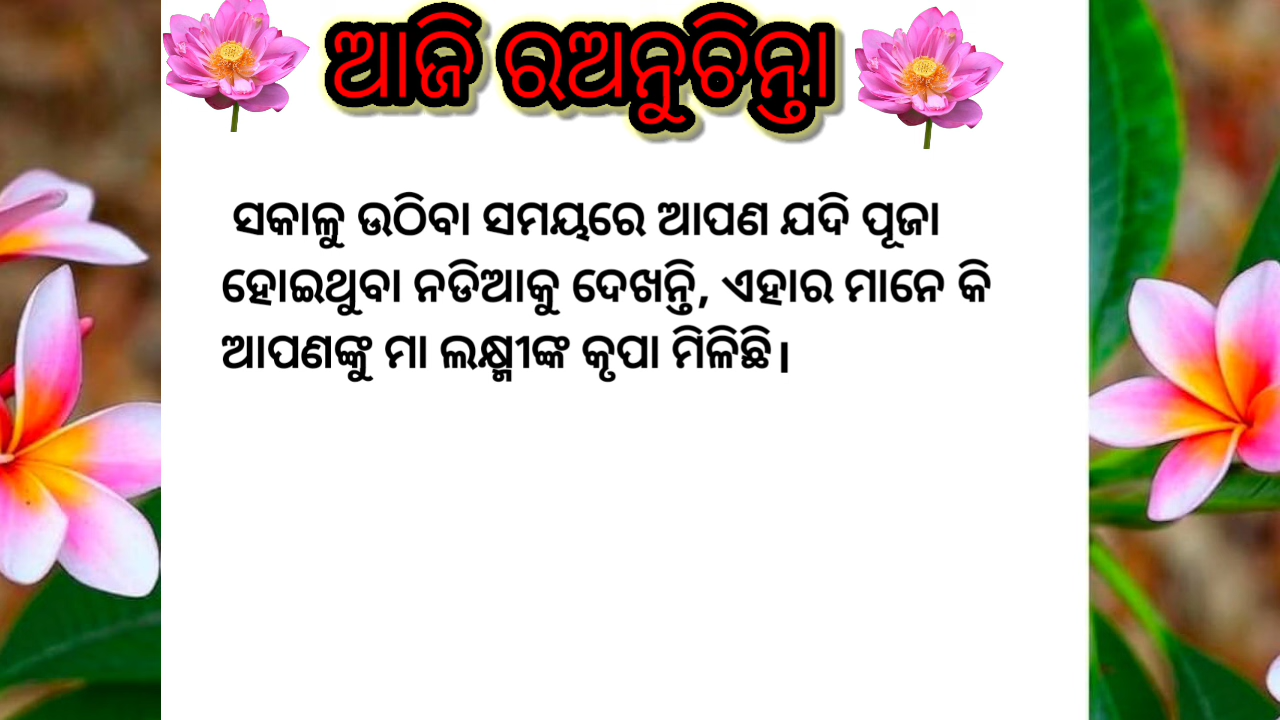 ଆଜି ରଅନୁଚିନ୍ତା
ସକାଳୁ ଉଠିବା ସମୟରେ ଆପଣ ଯଦି ପୂଜା
ହୋଇଥୁବା ନଡିଆକୁ ଦେଖନ୍ତି, ଏହାର ମାନେ କି
ଆପଣଙ୍କୁ ମା ଲକ୍ଷ୍ମୀଙ୍କ କୃପା ମିଳିଛି।